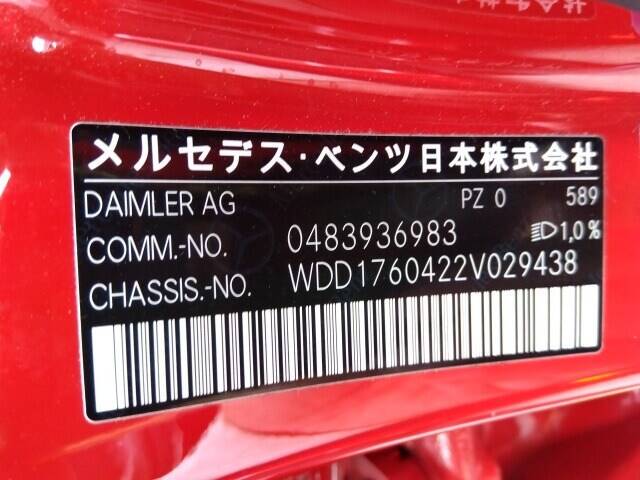 メルセデス・ベンツ日本株式会社
DAIMLER AG PZ 0 589
COMM.-NO. 0483936983 1,0%
CHASSIS.-NO. WDD1760422V029438